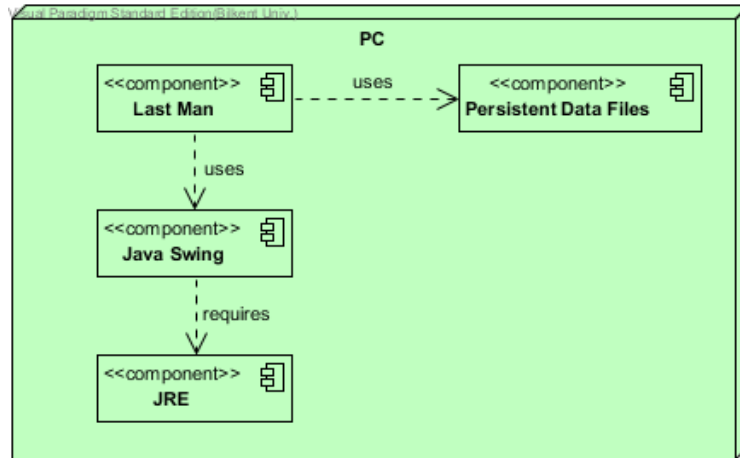 Visual Paradigm Standard Edition(Bilkent Univ.)
PC
<<component>>
Last Man
uses
<<component>>
Persistent Data Files
uses
<<component>>
Java Swing
requires
<<component>>
JRE